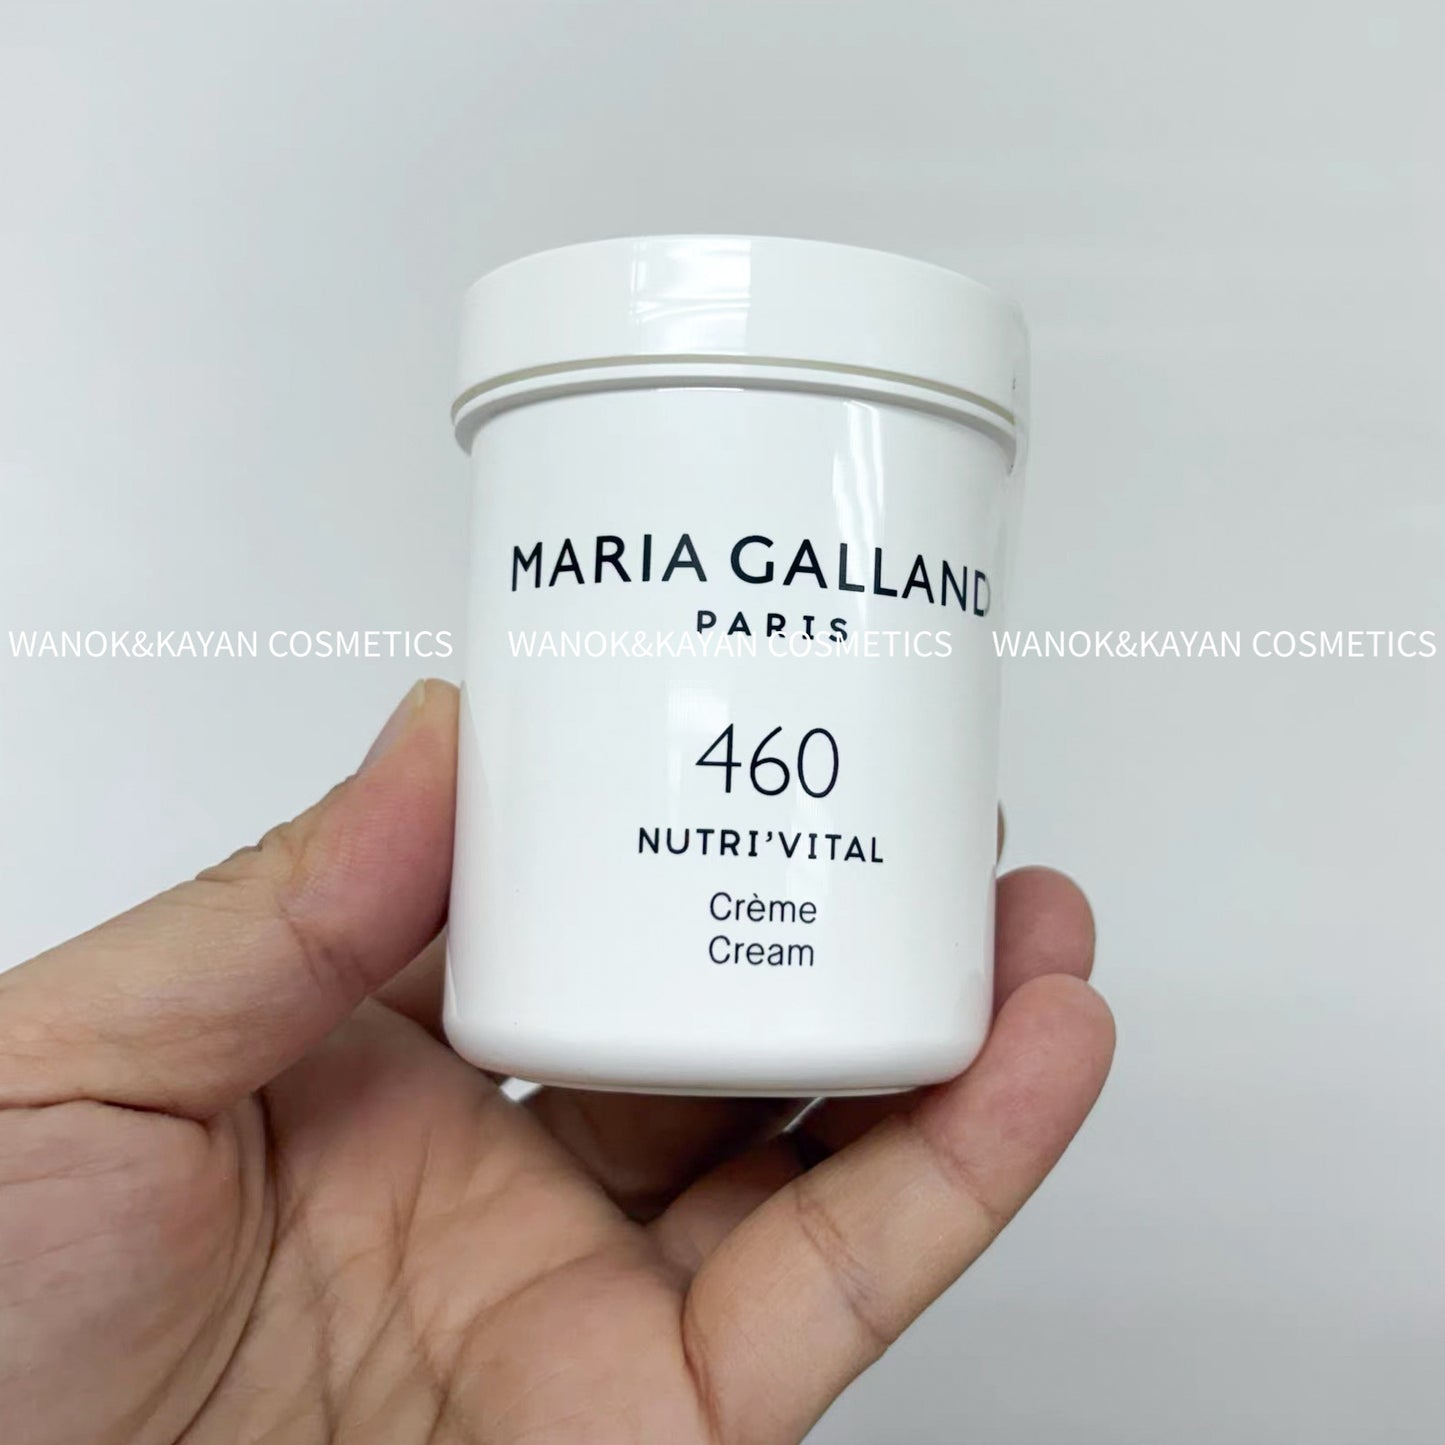 MARIA GALLAND
PARIS
WANOK&KAYAN COSMETICS WANOK&KAYAN COSMETICS WANOK&KAYAN COSMETICS
460
NUTRI'VITAL
Crème
Cream